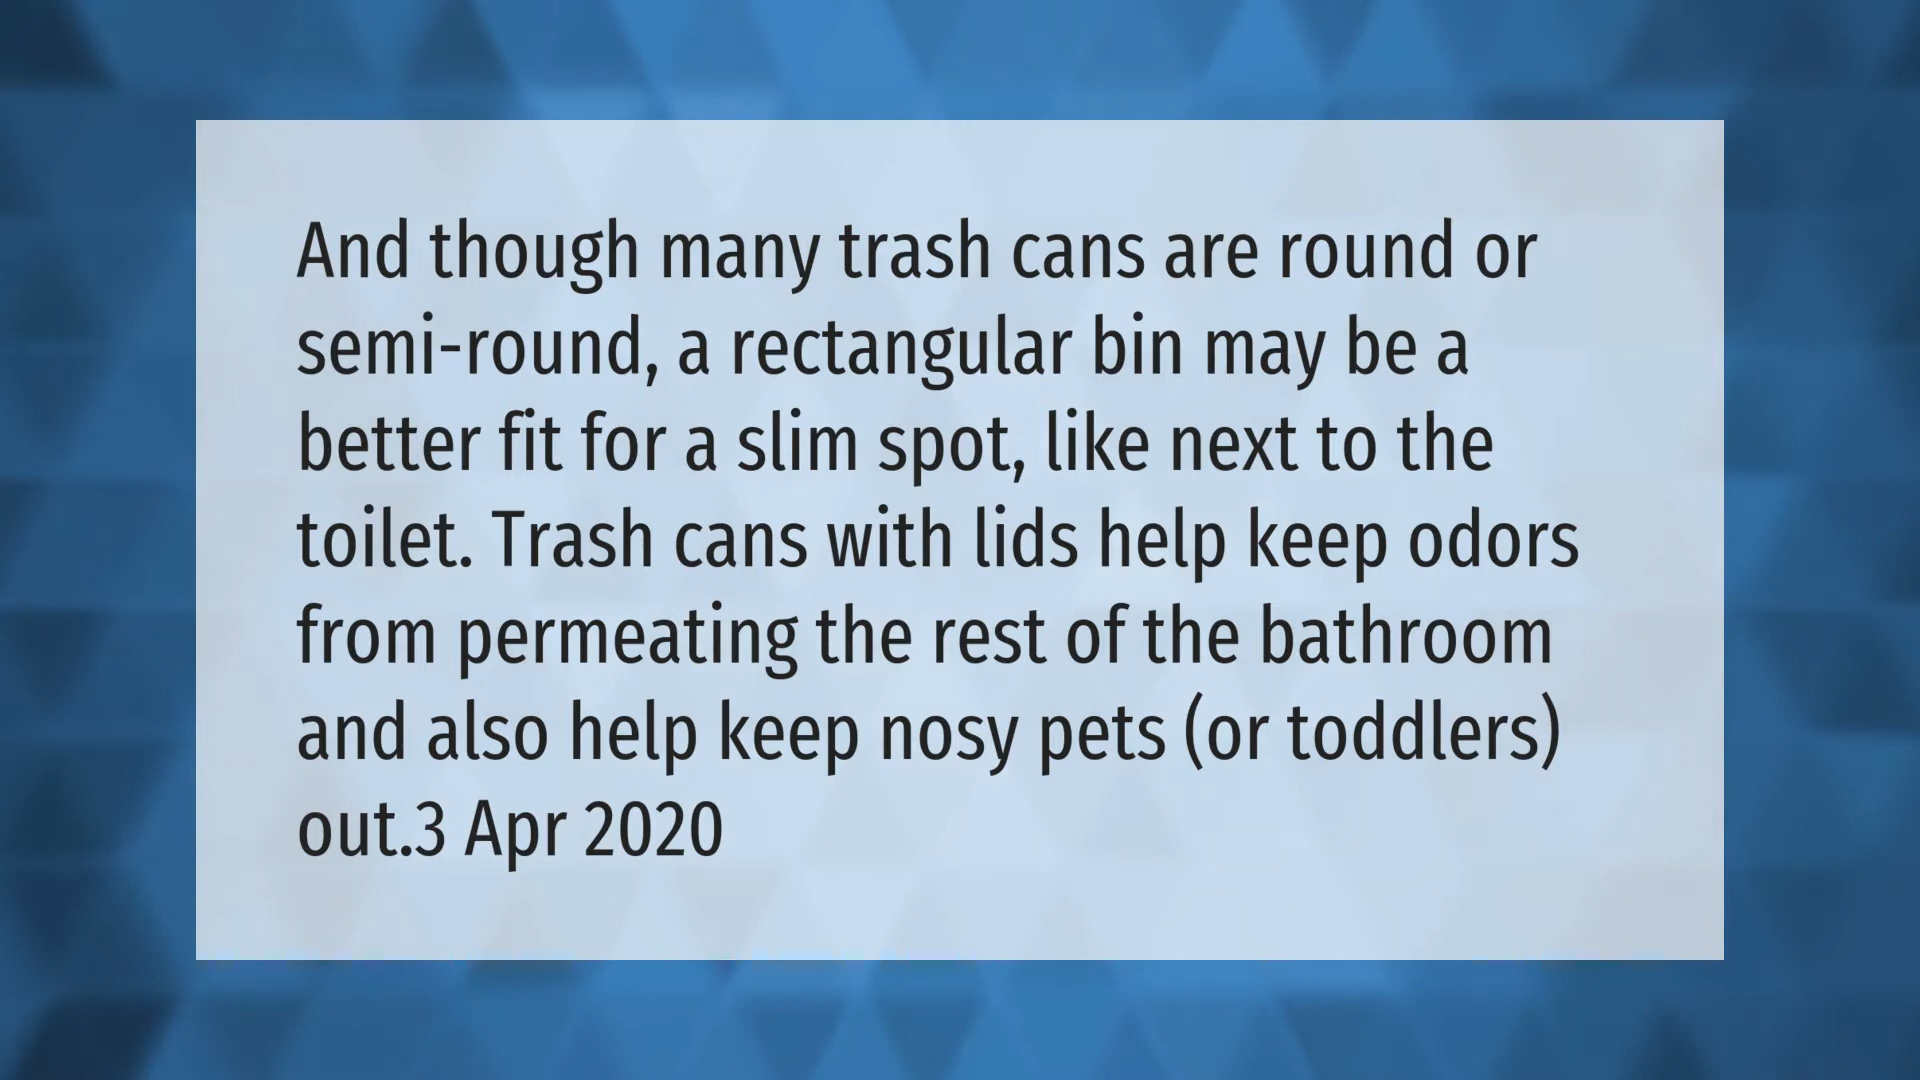 And though many trash cans are round or
semi-round, a rectangular bin may be a
better fit for a slim spot, like next to the
toilet. Trash cans with lids help keep odors
from permeating the rest of the bathroom
and also help keep nosy pets (or toddlers)
out.3 Apr 2020